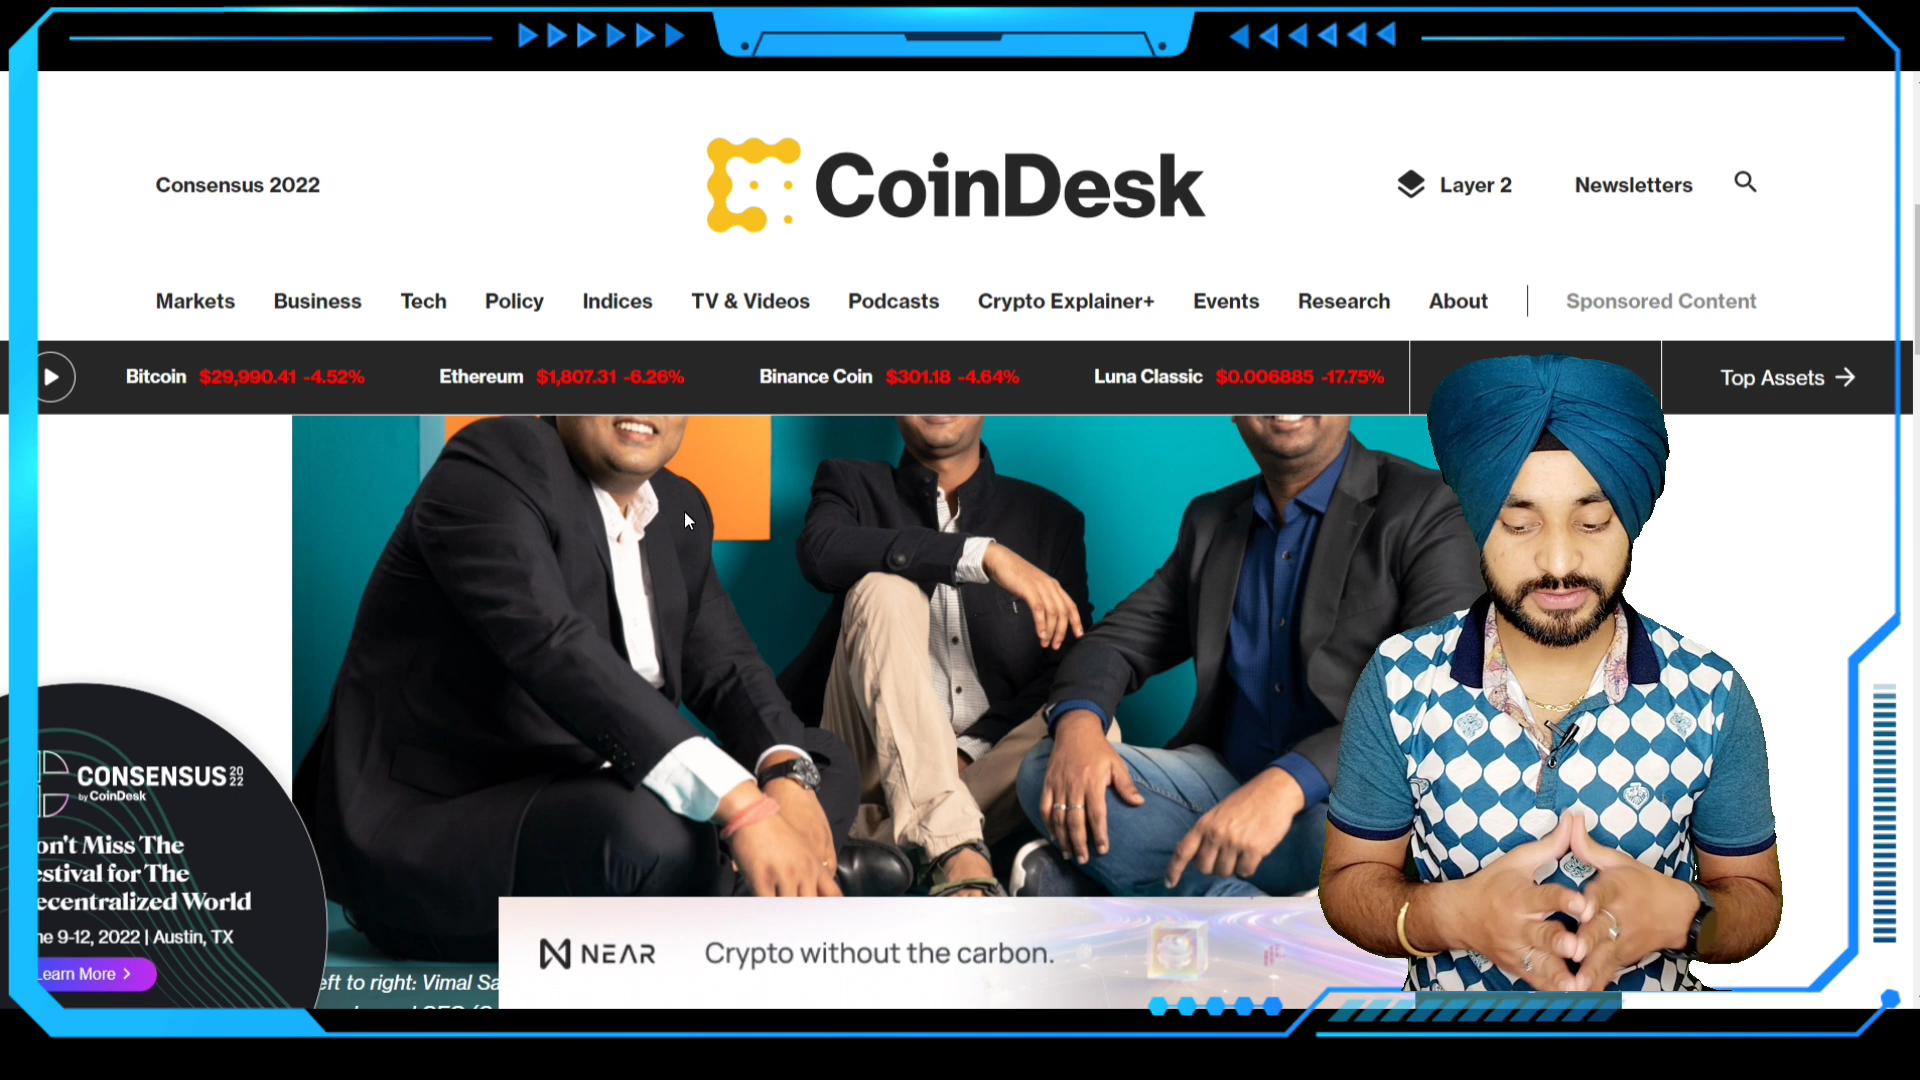 Consensus 2022
CoinDesk
Layer 2
Newsletters
Markets
Business
Tech
Policy
Indices
TV & Videos
Podcasts
Crypto Explainer+
Events
Research
About
Sponsored Content
Bitcoin $29,990.41 -4.52%
Ethereum $1,807.31 -6.26%
Binance Coin $301.18 -4.64%
Luna Classic $0.006885 -17.75%
Top Assets
CONSENSUS 2022
by CoinDesk
on't Miss The
estival for The
ecentralized World
ne 9-12, 2022 | Austin, TX
earn More
eft to right: Vimal Sa
NEAR
Crypto without the carbon.